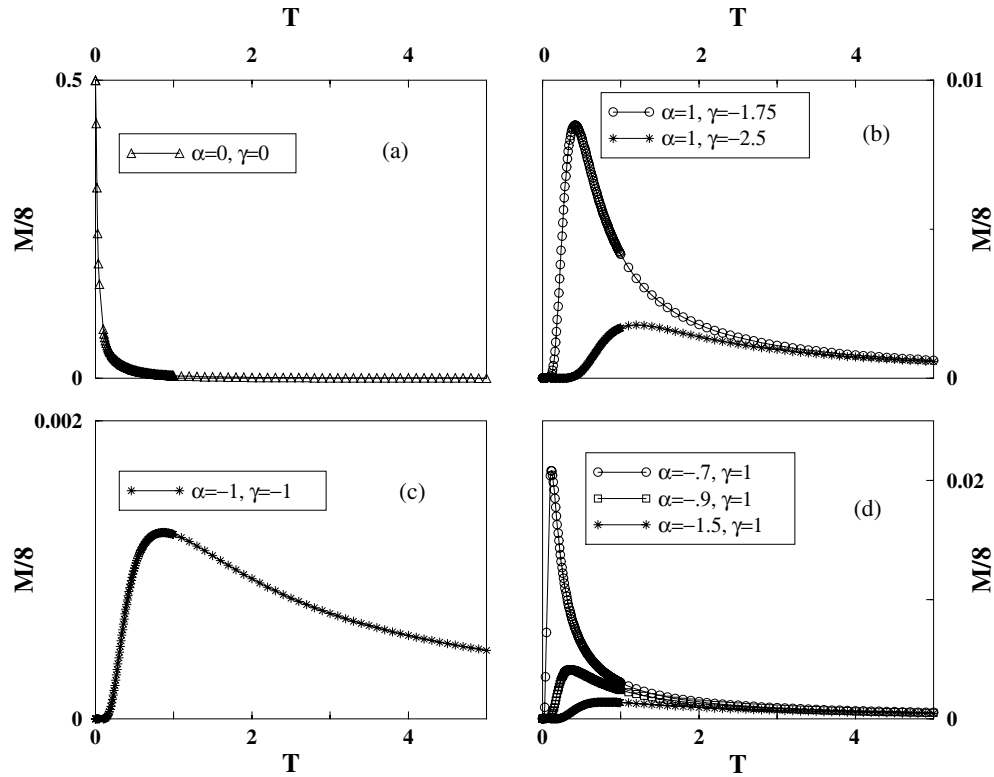 T
T
0 2 4
0 2 4
0.5
0.01
α=0, γ=0
(a)
α=1, γ=−1.75
α=1, γ=−2.5
(b)
M/8
M/8
0
0
0.002
α=−1, γ=−1
(c)
α=−.7, γ=1
α=−.9, γ=1
α=−1.5, γ=1
(d)
0.02
M/8
M/8
0
0
0 2 4
0 2 4
T
T